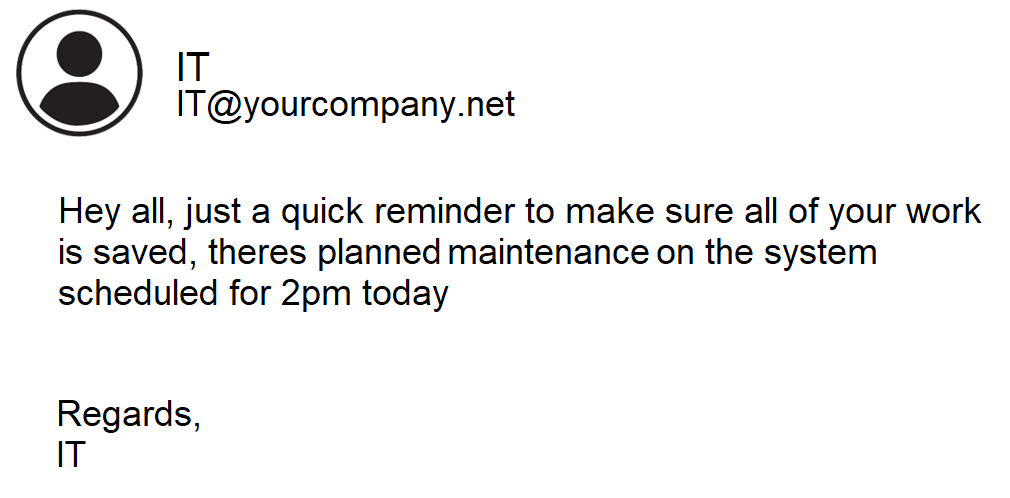 IT
IT@yourcompany.net
Hey all, just a quick reminder to make sure all of your work
is saved, theres planned maintenance on the system
scheduled for 2pm today
Regards,
IT